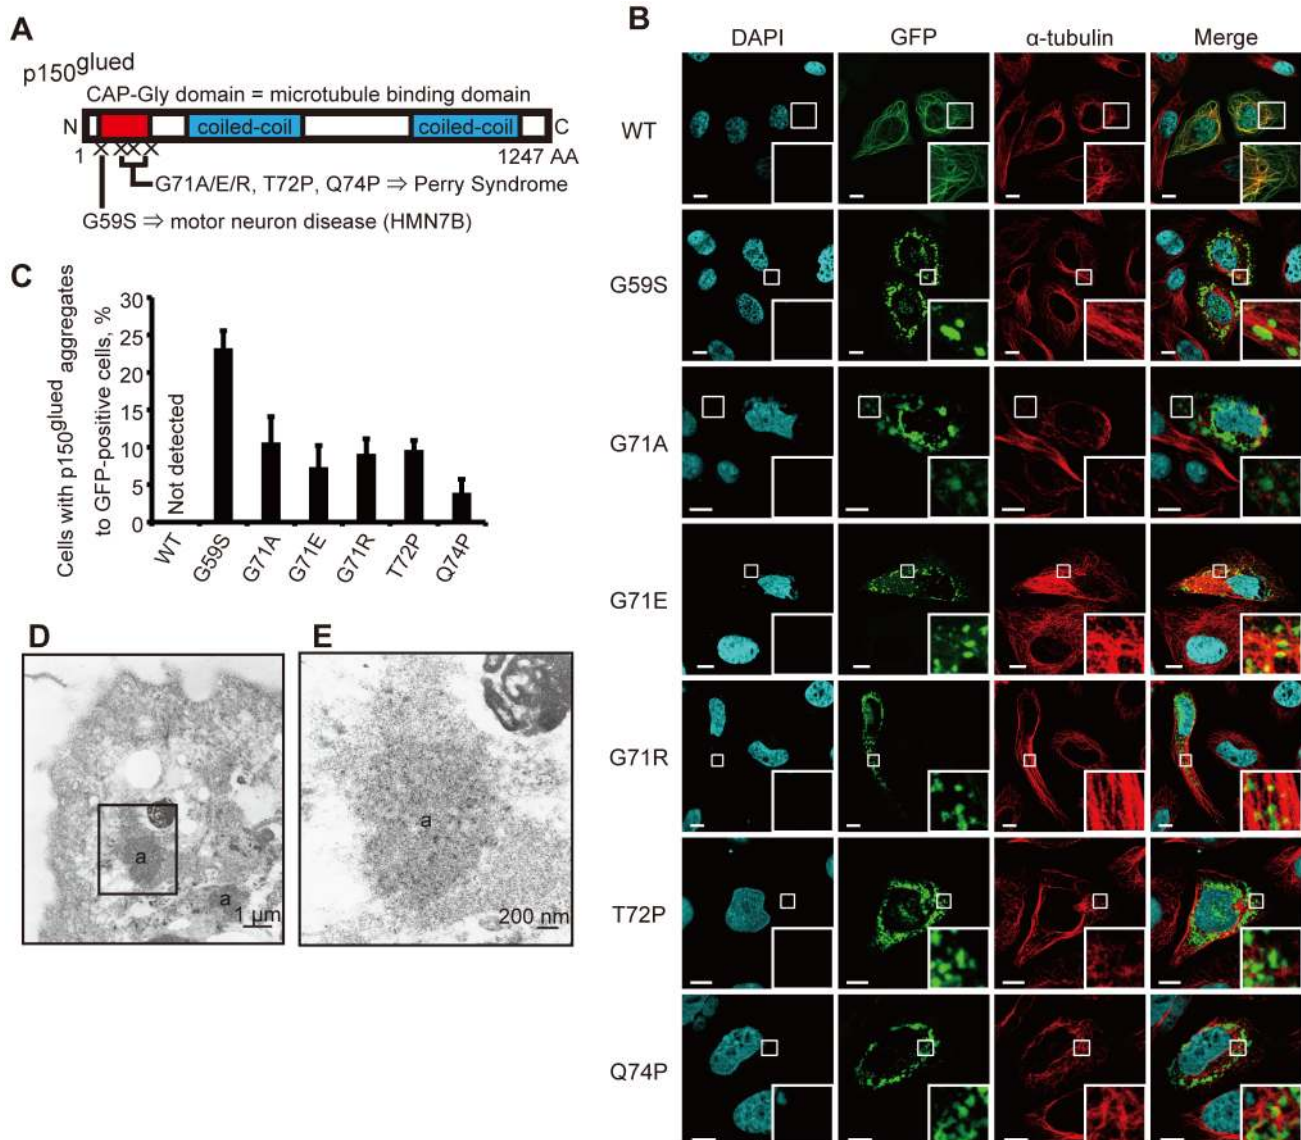 A
p150glued
CAP-Gly domain = microtubule binding domain
N coiled-coil coiled-coil C
1 1247 AA
G71A/E/R, T72P, Q74P ⇒ Perry Syndrome
G59S ⇒ motor neuron disease (HMN7B)
B
DAPI GFP α-tubulin Merge
WT
G59S
G71A
G71E
G71R
T72P
Q74P
C
Cells with p150glued aggregates
to GFP-positive cells, %
30
25
20
15
10
5
0
Not detected
WT G59S G71A G71E G71R T72P Q74P
D
a
a
1 µm
E
a
200 nm